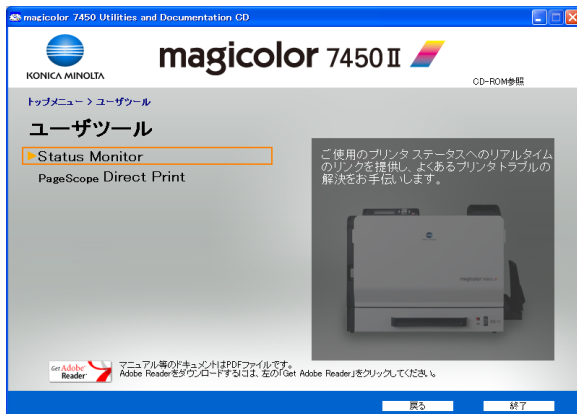 magicolor 7450 Utilities and Documentation CD
KONICA MINOLTA
magicolor 7450 II
CD-ROM参照
トップメニュー > ユーザツール
ユーザツール
Status Monitor
ご使用のプリンタ ステータスへのリアルタイム
のリンクを提供し、よくあるプリンタトラブルの
解決をお手伝いします。
PageScope Direct Print
Get Adobe
Reader
マニュアル等のドキュメントはPDFファイルです。
Adobe Readerをダウンロードするには、左の「Get Adobe Reader」をクリックしてください。
戻る
終了